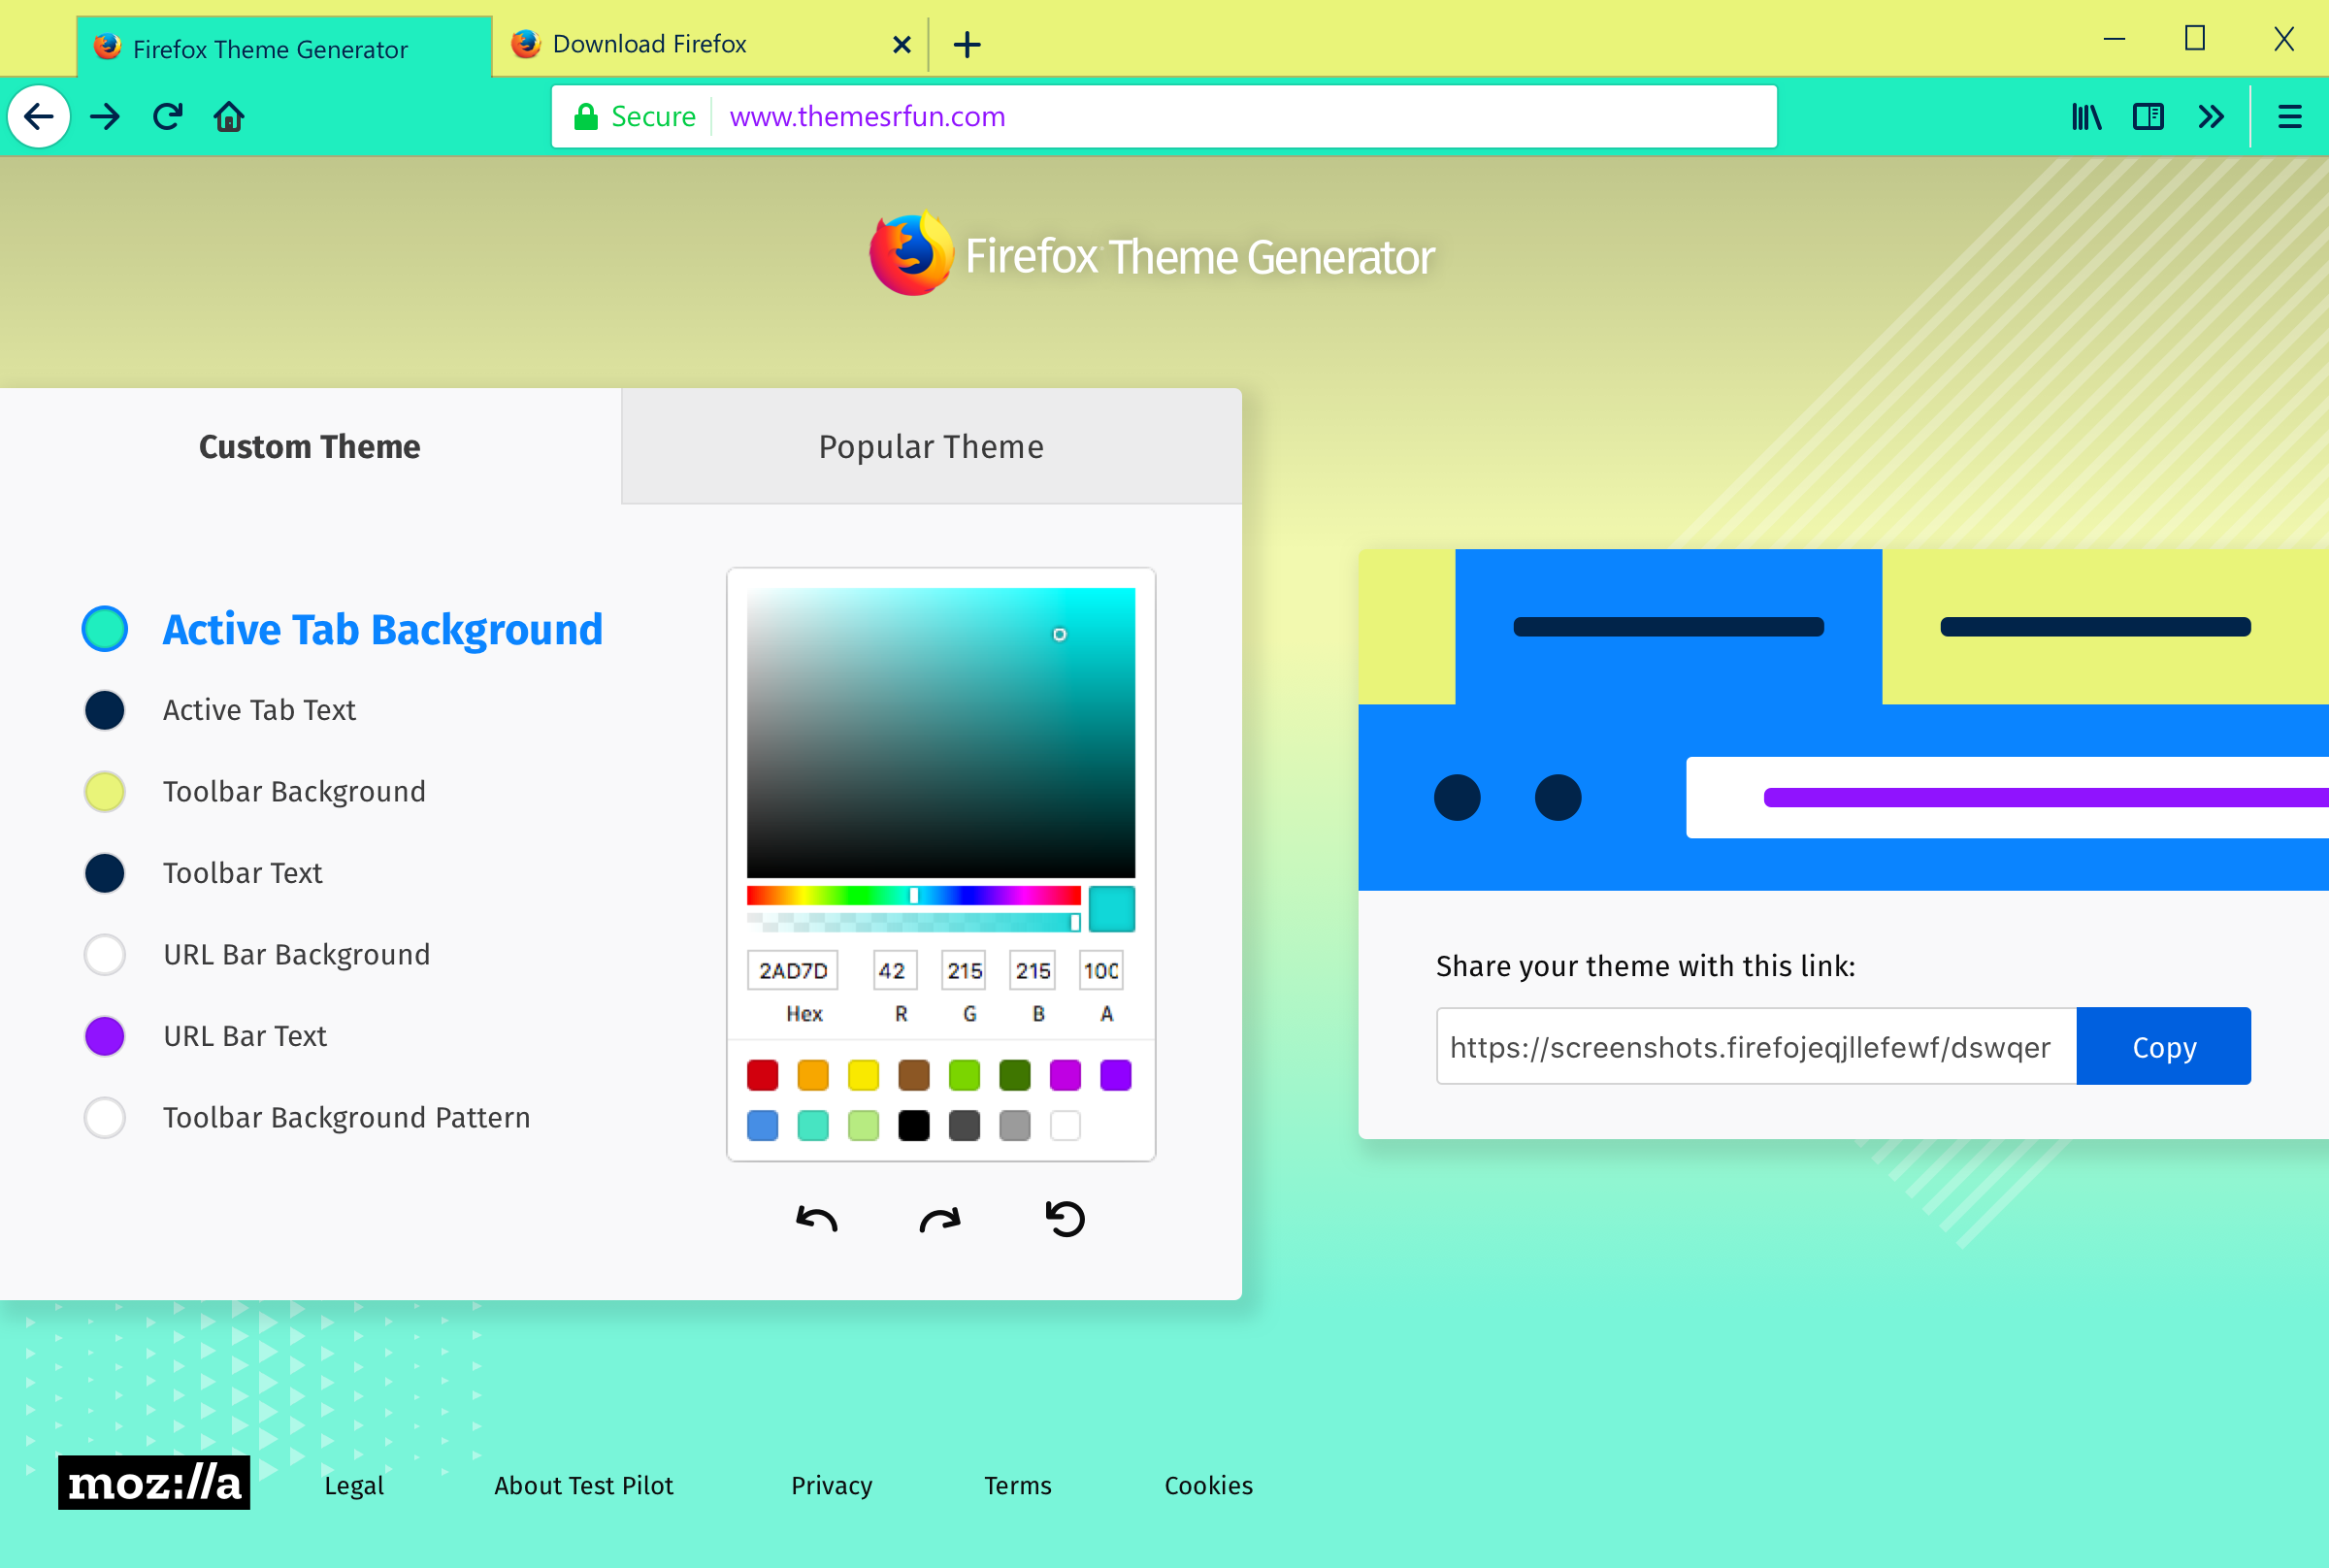 Firefox Theme Generator
Download Firefox
Secure
www.themesrfun.com
Firefox Theme Generator
Custom Theme
Popular Theme
Active Tab Background
Active Tab Text
Toolbar Background
Toolbar Text
URL Bar Background
URL Bar Text
Toolbar Background Pattern
2AD7D 42 215 215 100
Hex R G B A
Share your theme with this link:
https://screenshots.firefojeqjllefewf/dswqer
Copy
moz://a
Legal
About Test Pilot
Privacy
Terms
Cookies